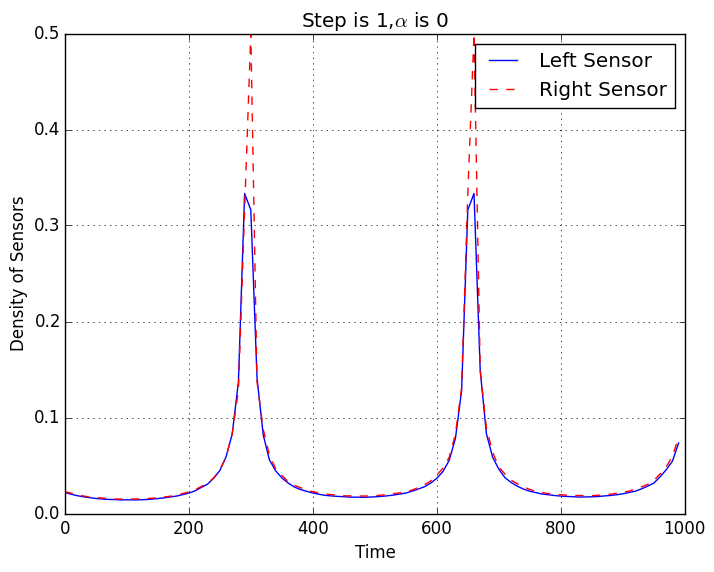 Step is 1,α is 0
Left Sensor
Right Sensor
Density of Sensors
0.5
0.4
0.3
0.2
0.1
0.0
0 200 400 600 800 1000
Time